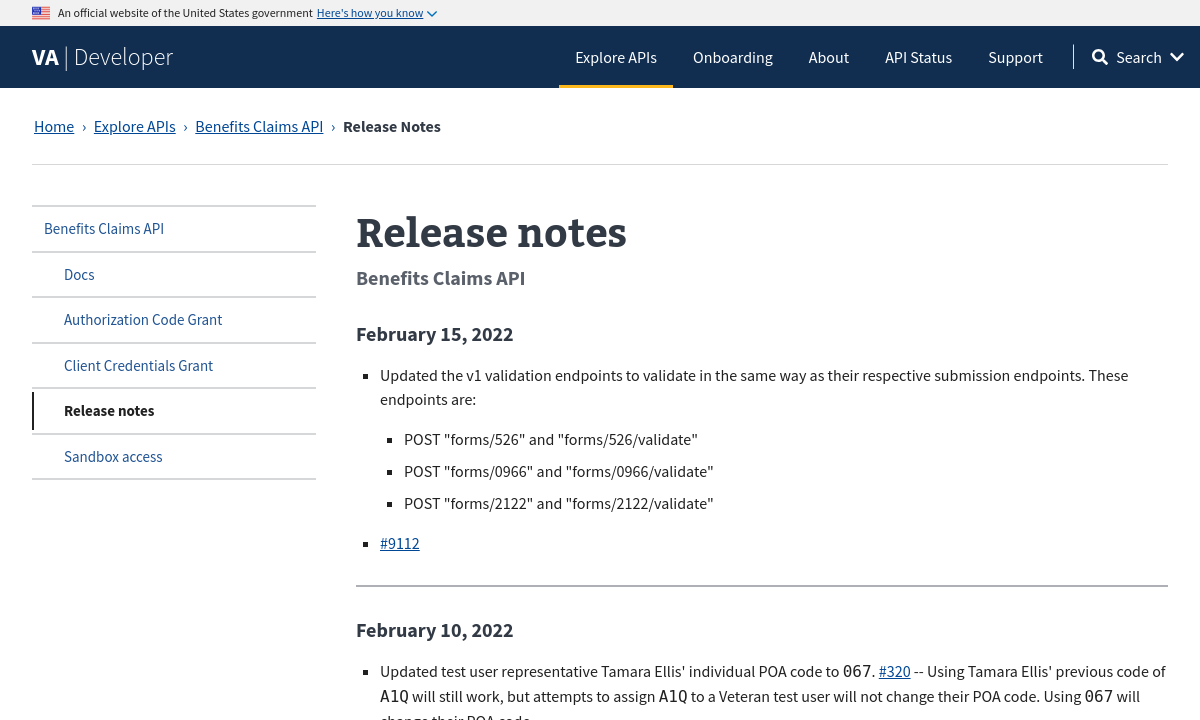 An official website of the United States government Here's how you know
VA | Developer
Explore APIs
Onboarding
About
API Status
Support
Search
Home › Explore APIs › Benefits Claims API › Release Notes
Benefits Claims API
Docs
Authorization Code Grant
Client Credentials Grant
Release notes
Sandbox access
Release notes
Benefits Claims API
February 15, 2022
Updated the v1 validation endpoints to validate in the same way as their respective submission endpoints. These
endpoints are:
POST "forms/526" and "forms/526/validate"
POST "forms/0966" and "forms/0966/validate"
POST "forms/2122" and "forms/2122/validate"
#9112
February 10, 2022
Updated test user representative Tamara Ellis' individual POA code to 067. #320 -- Using Tamara Ellis' previous code of
A1Q will still work, but attempts to assign A1Q to a Veteran test user will not change their POA code. Using 067 will
change their POA code.